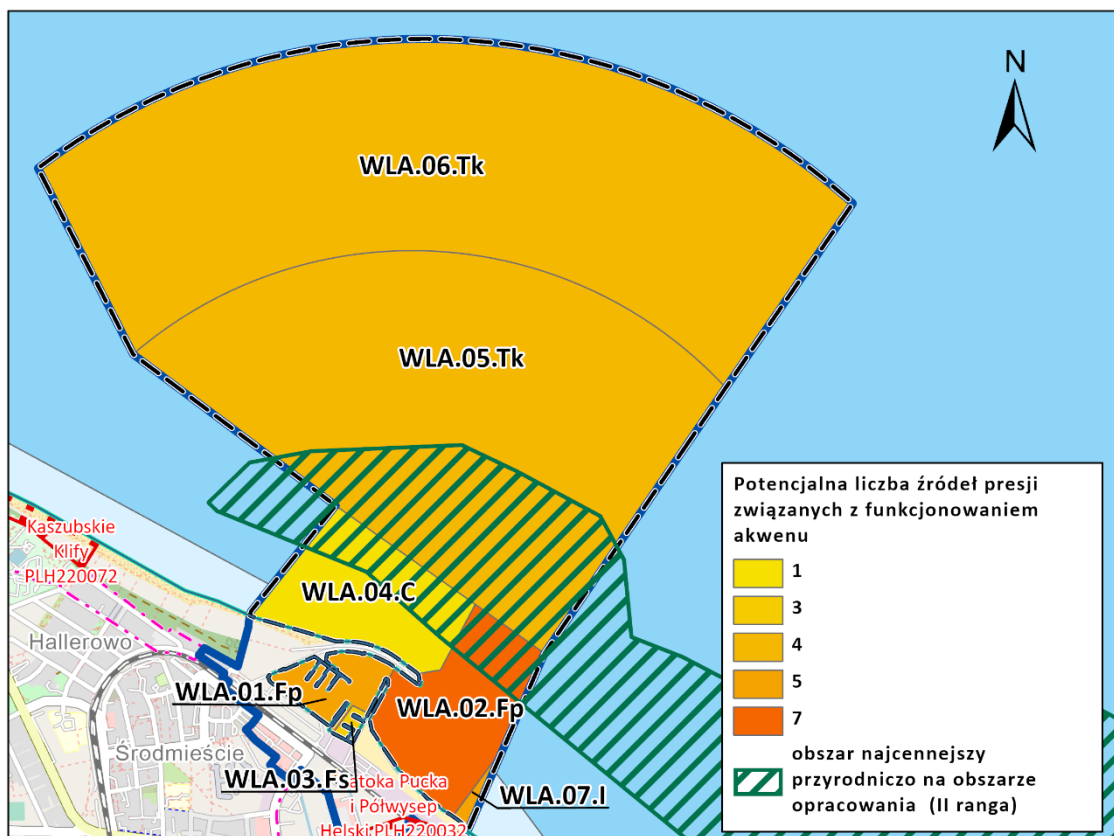 N
WLA.06.Tk
WLA.05.Tk
Kaszubskie
Klify
PLH220072
WLA.04.C
Hallerowo
WLA.01.Fp
WLA.02.Fp
Środmieście
WLA.03.Fs
atoka Pucka
i Półwysep
Helski PLH220032
WLA.07.I
Potencjalna liczba źródeł presji
związanych z funkcjonowaniem
akwenu
1
3
4
5
7
obszar najcenniejszy
przyrodniczo na obszarze
opracowania (II ranga)